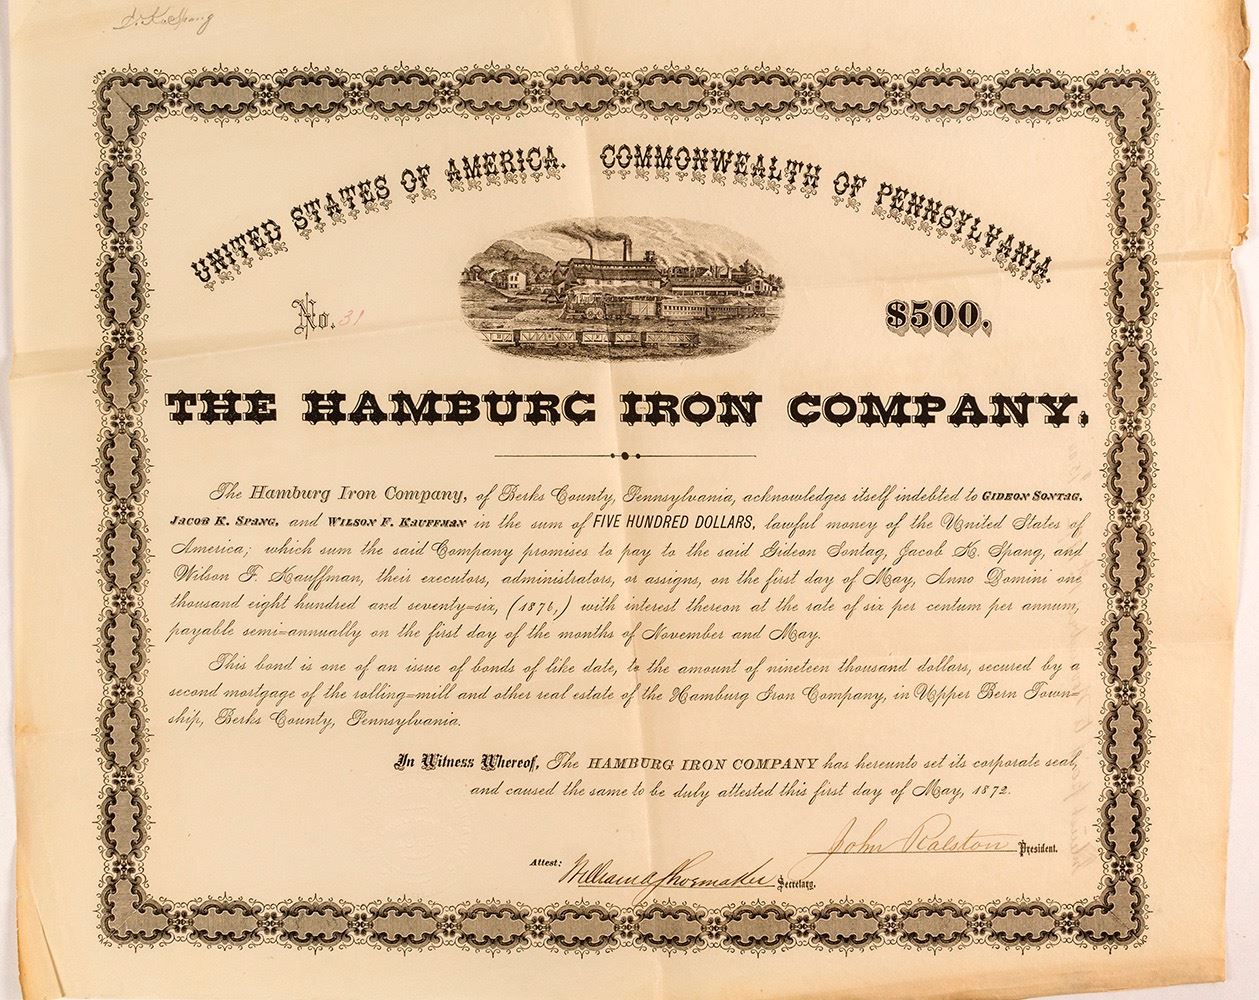 J. K. Spang
UNITED STATES OF AMERICA. COMMONWEALTH OF PENNSYLVANIA.
No. 31
$500.
THE HAMBURG IRON COMPANY.
The Hamburg Iron Company, of Berks County, Pennsylvania, acknowledges itself indebted to GIDEON SONTAG,
JACOB K. SPANG, and WILSON F. KAUFFMAN in the sum of FIVE HUNDRED DOLLARS, lawful money of the United States of
America; which sum the said Company promises to pay to the said Gideon Sontag, Jacob K. Spang, and
Wilson F. Kauffman, their executors, administrators, or assigns, on the first day of May, Anno Domini one
thousand eight hundred and seventy=six, (1876,) with interest thereon at the rate of six per centum per annum,
payable semi=annually on the first day of the months of November and May.
This bond is one of an issue of bonds of like date, to the amount of nineteen thousand dollars, secured by a
second mortgage of the rolling=mill and other real estate of the Hamburg Iron Company, in Upper Bern Town=
ship, Berks County, Pennsylvania.
In Witness Whereof, The HAMBURG IRON COMPANY has hereunto set its corporate seal,
and caused the same to be duly attested this first day of May, 1872.
John Ralston President.
Attest: William A Shoemaker Secretary.